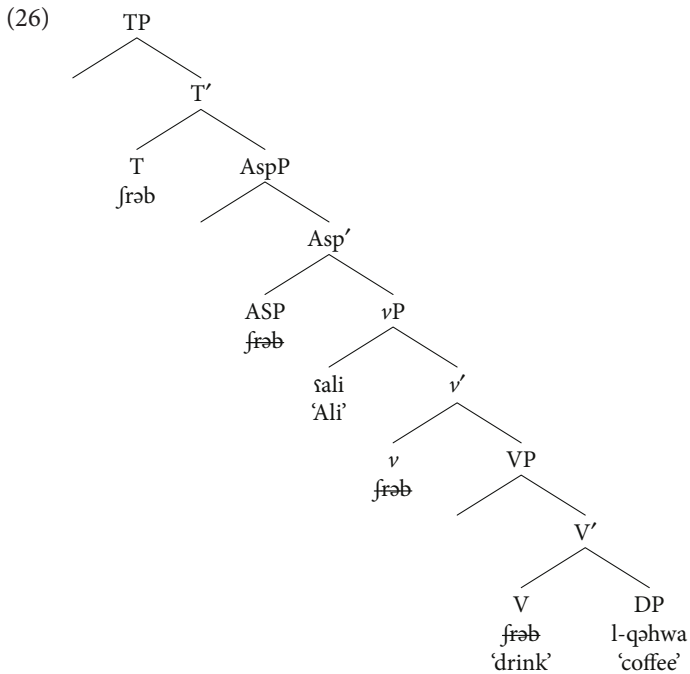 (26)
TP
T′
T AspP
ʃrəb
Asp′
ASP vP
ʃrəb
ʕali v′
‘Ali’
v VP
ʃrəb
V′
V DP
ʃrəb l-qəhwa
‘drink’ ‘coffee’